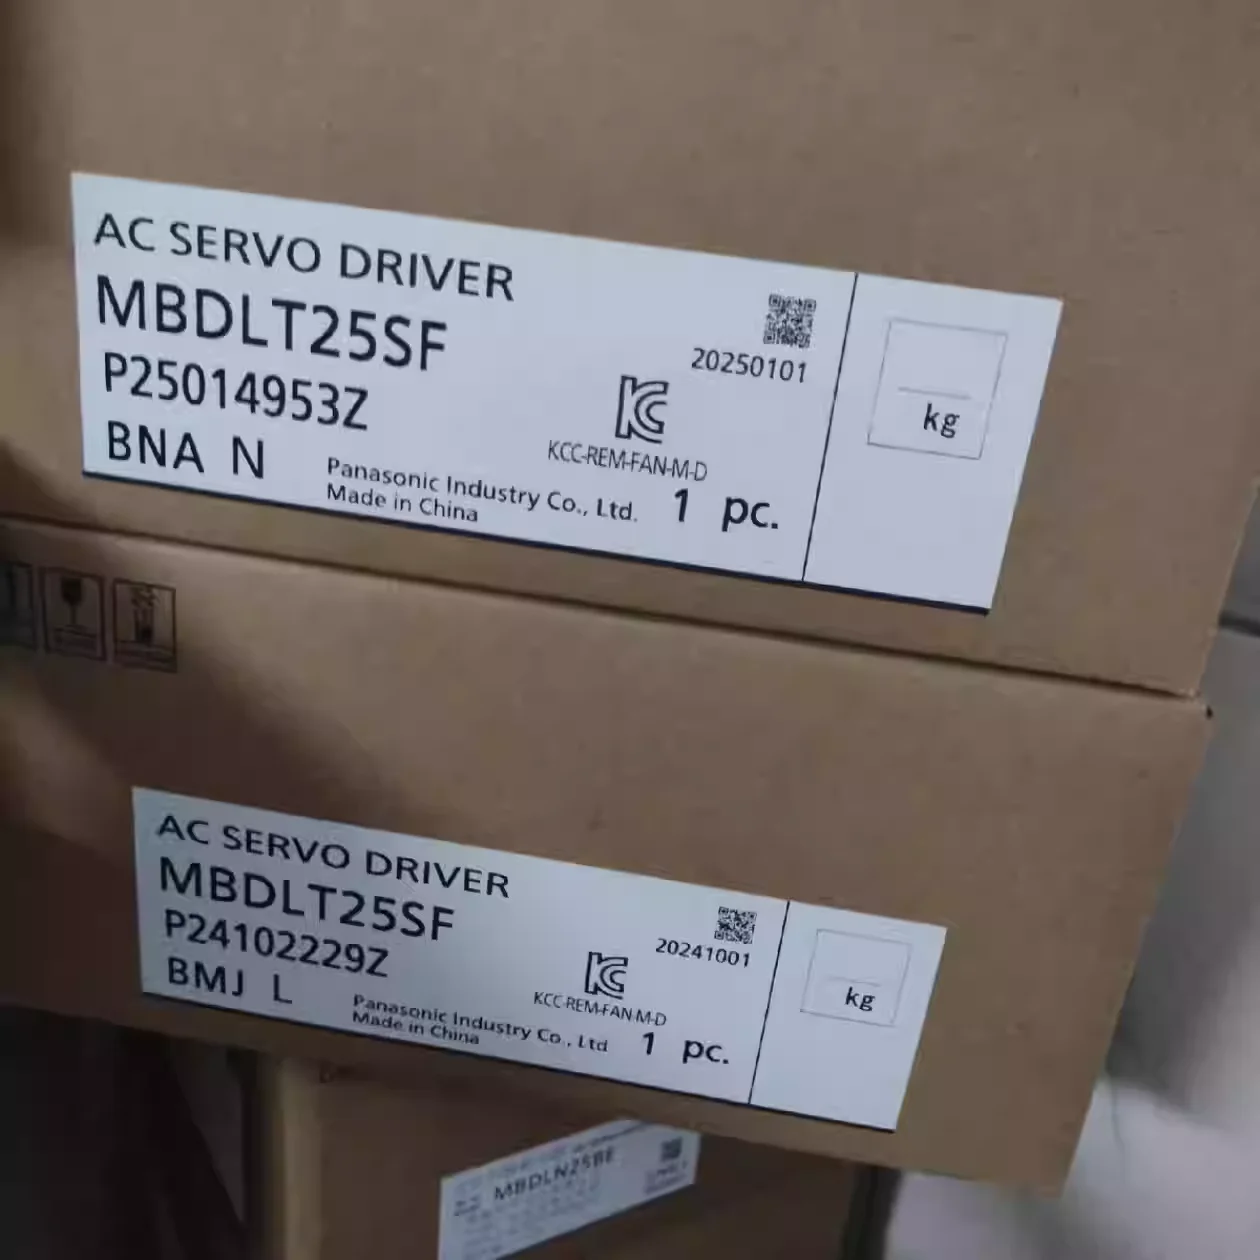 AC SERVO DRIVER
MBDLT25SF
20250101
P25014953Z
KC
KCC-REM-FAN-M-D
BNA N
Panasonic Industry Co., Ltd.
Made in China
1 pc.
kg
AC SERVO DRIVER
MBDLT25SF
20241001
P24102229Z
KC
KCC-REM-FAN-M-D
BMJ L
Panasonic Industry Co., Ltd
Made in China
1 pc.
kg
MBDLN25BE